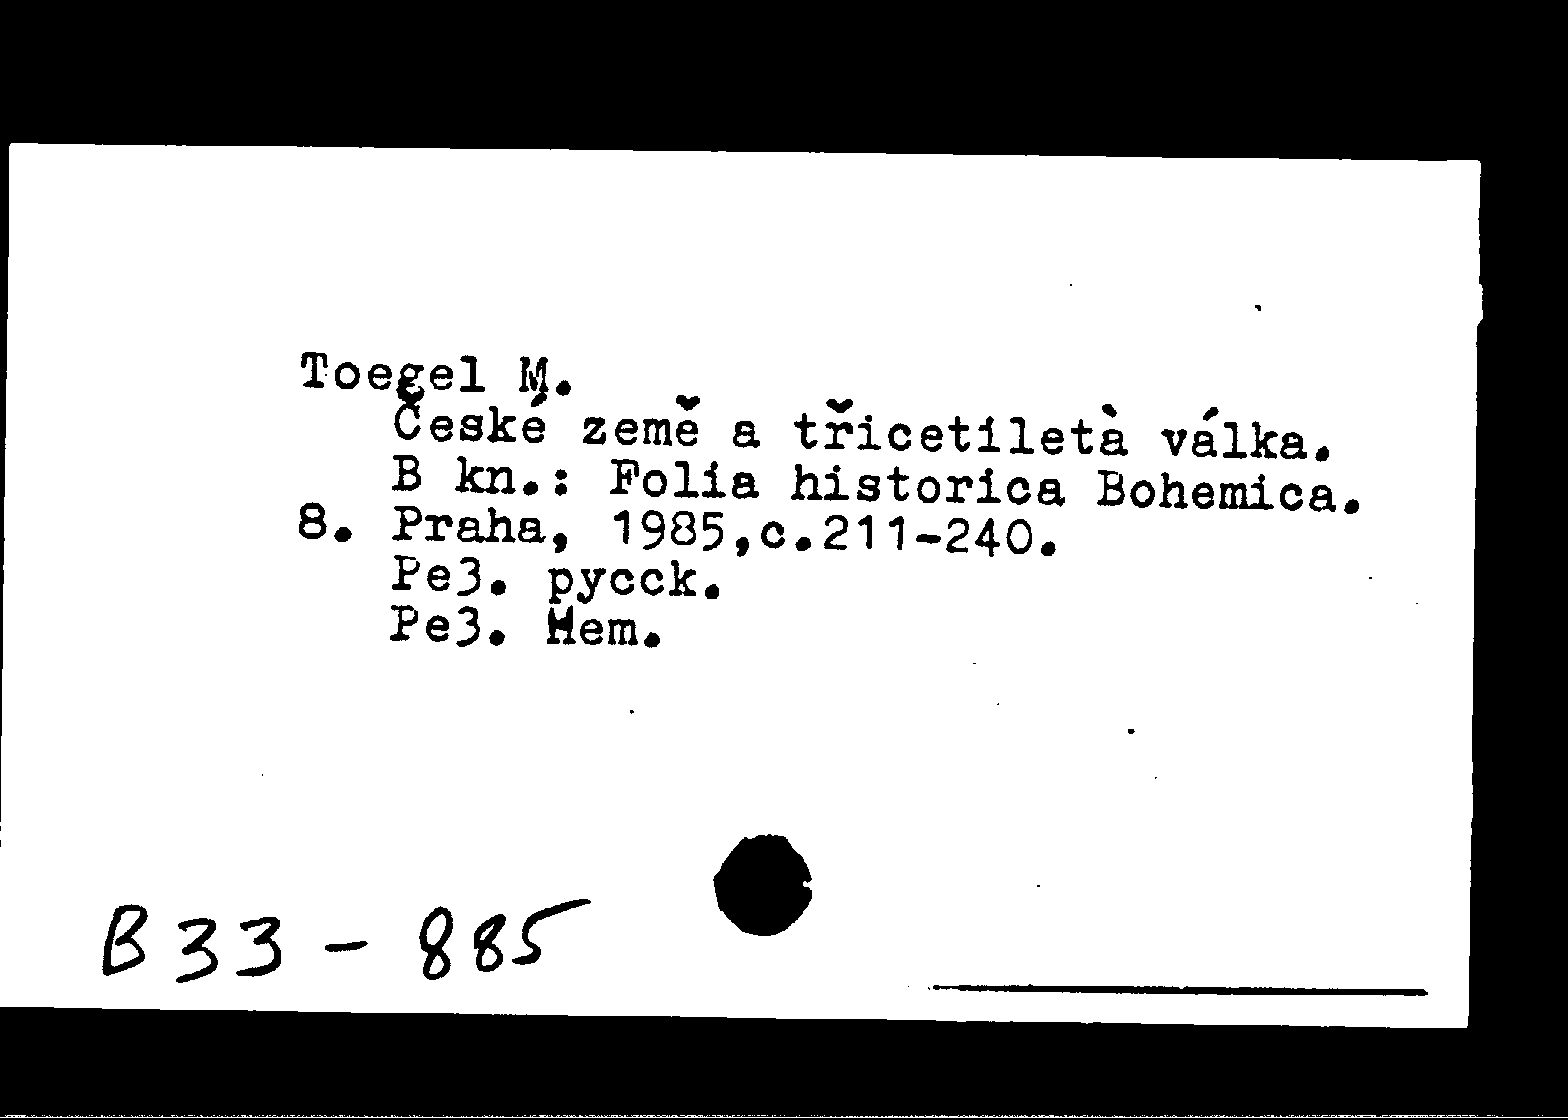 Toegel M.
České země a třicetiletà válka.
В kn.: Folia historica Bohemica.
8. Praha, 1985,c.211-240.
Рез. русск.
Рез. Нем.
B33-885